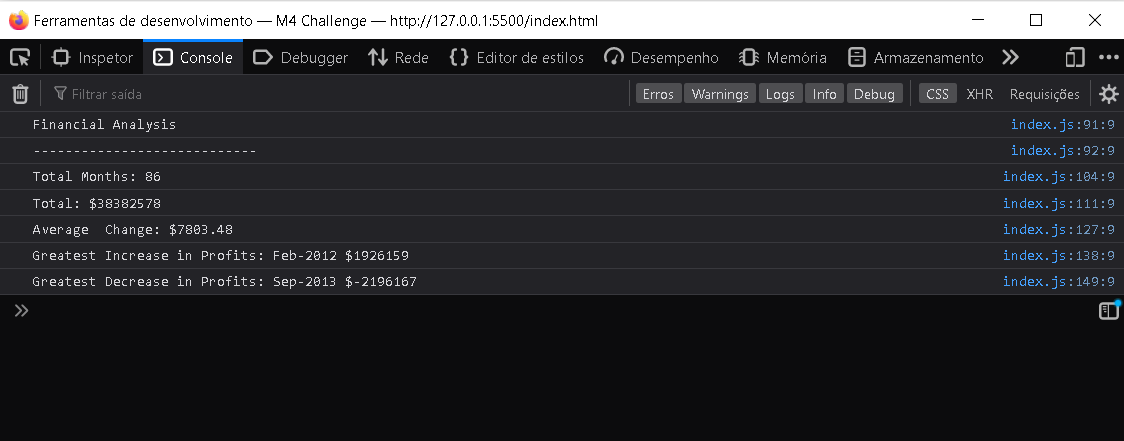 Ferramentas de desenvolvimento — M4 Challenge — http://127.0.0.1:5500/index.html
Inspetor Console Debugger Rede Editor de estilos Desempenho Memória Armazenamento
Filtrar saída Erros Warnings Logs Info Debug CSS XHR Requisições
Financial Analysis index.js:91:9
---------------------------- index.js:92:9
Total Months: 86 index.js:104:9
Total: $38382578 index.js:111:9
Average  Change: $7803.48 index.js:127:9
Greatest Increase in Profits: Feb-2012 $1926159 index.js:138:9
Greatest Decrease in Profits: Sep-2013 $-2196167 index.js:149:9